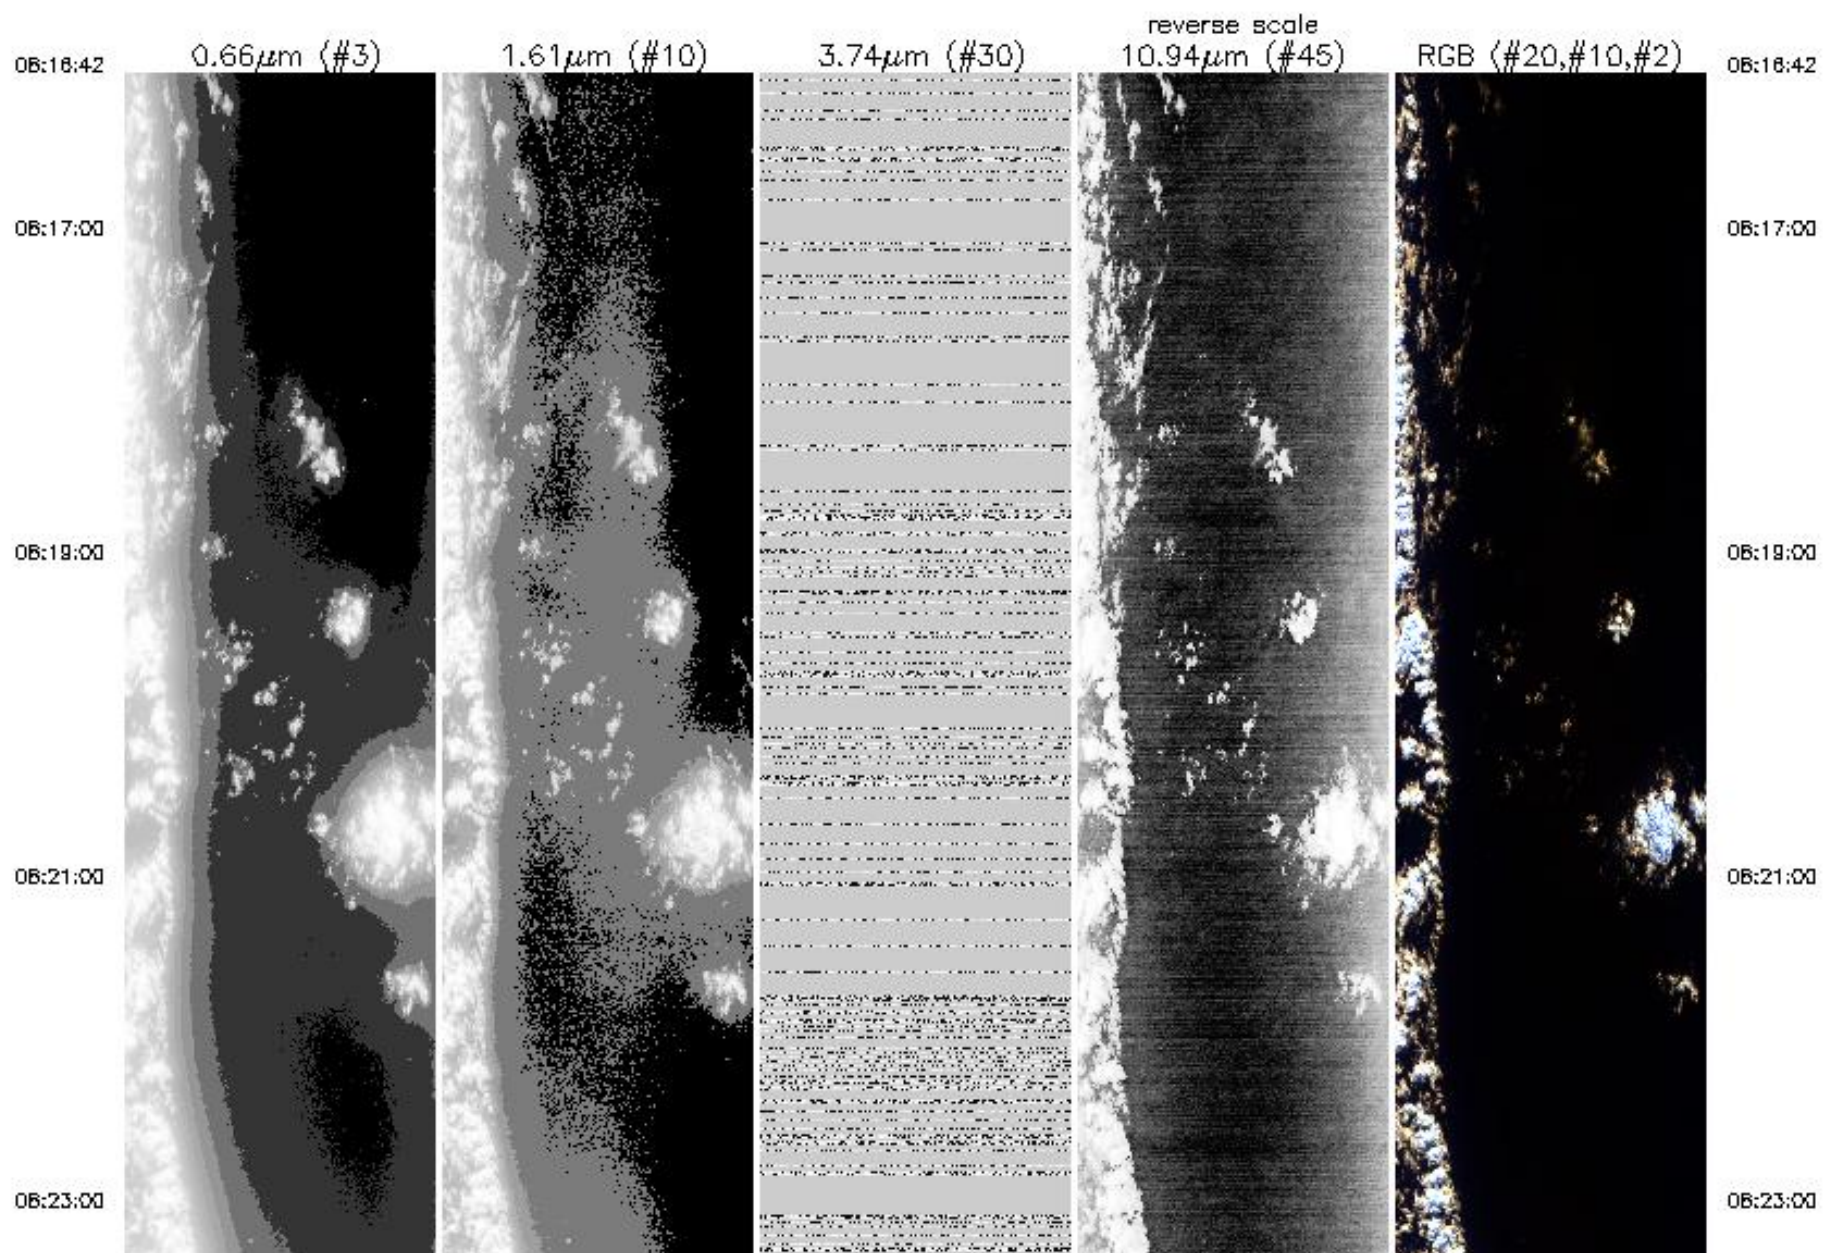 reverse scale
06:16:42 0.66μm (#3) 1.61μm (#10) 3.74μm (#30) 10.94μm (#45) RGB (#20,#10,#2) 06:16:42
06:17:00 06:17:00
06:19:00 06:19:00
06:21:00 06:21:00
06:23:00 06:23:00